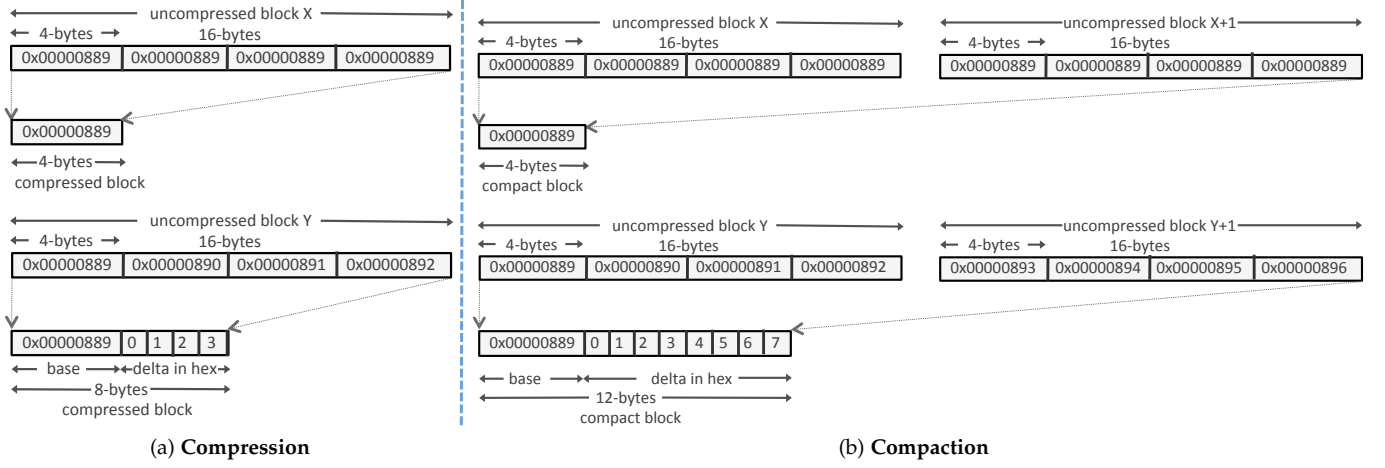 uncompressed block X
4-bytes 16-bytes
0x00000889 0x00000889 0x00000889 0x00000889
0x00000889
4-bytes
compressed block
uncompressed block Y
4-bytes 16-bytes
0x00000889 0x00000890 0x00000891 0x00000892
0x00000889 0 1 2 3
base delta in hex
8-bytes
compressed block
(a) Compression
uncompressed block X uncompressed block X+1
4-bytes 16-bytes 4-bytes 16-bytes
0x00000889 0x00000889 0x00000889 0x00000889 0x00000889 0x00000889 0x00000889 0x00000889
0x00000889
4-bytes
compact block
uncompressed block Y uncompressed block Y+1
4-bytes 16-bytes 4-bytes 16-bytes
0x00000889 0x00000890 0x00000891 0x00000892 0x00000893 0x00000894 0x00000895 0x00000896
0x00000889 0 1 2 3 4 5 6 7
base delta in hex
12-bytes
compact block
(b) Compaction